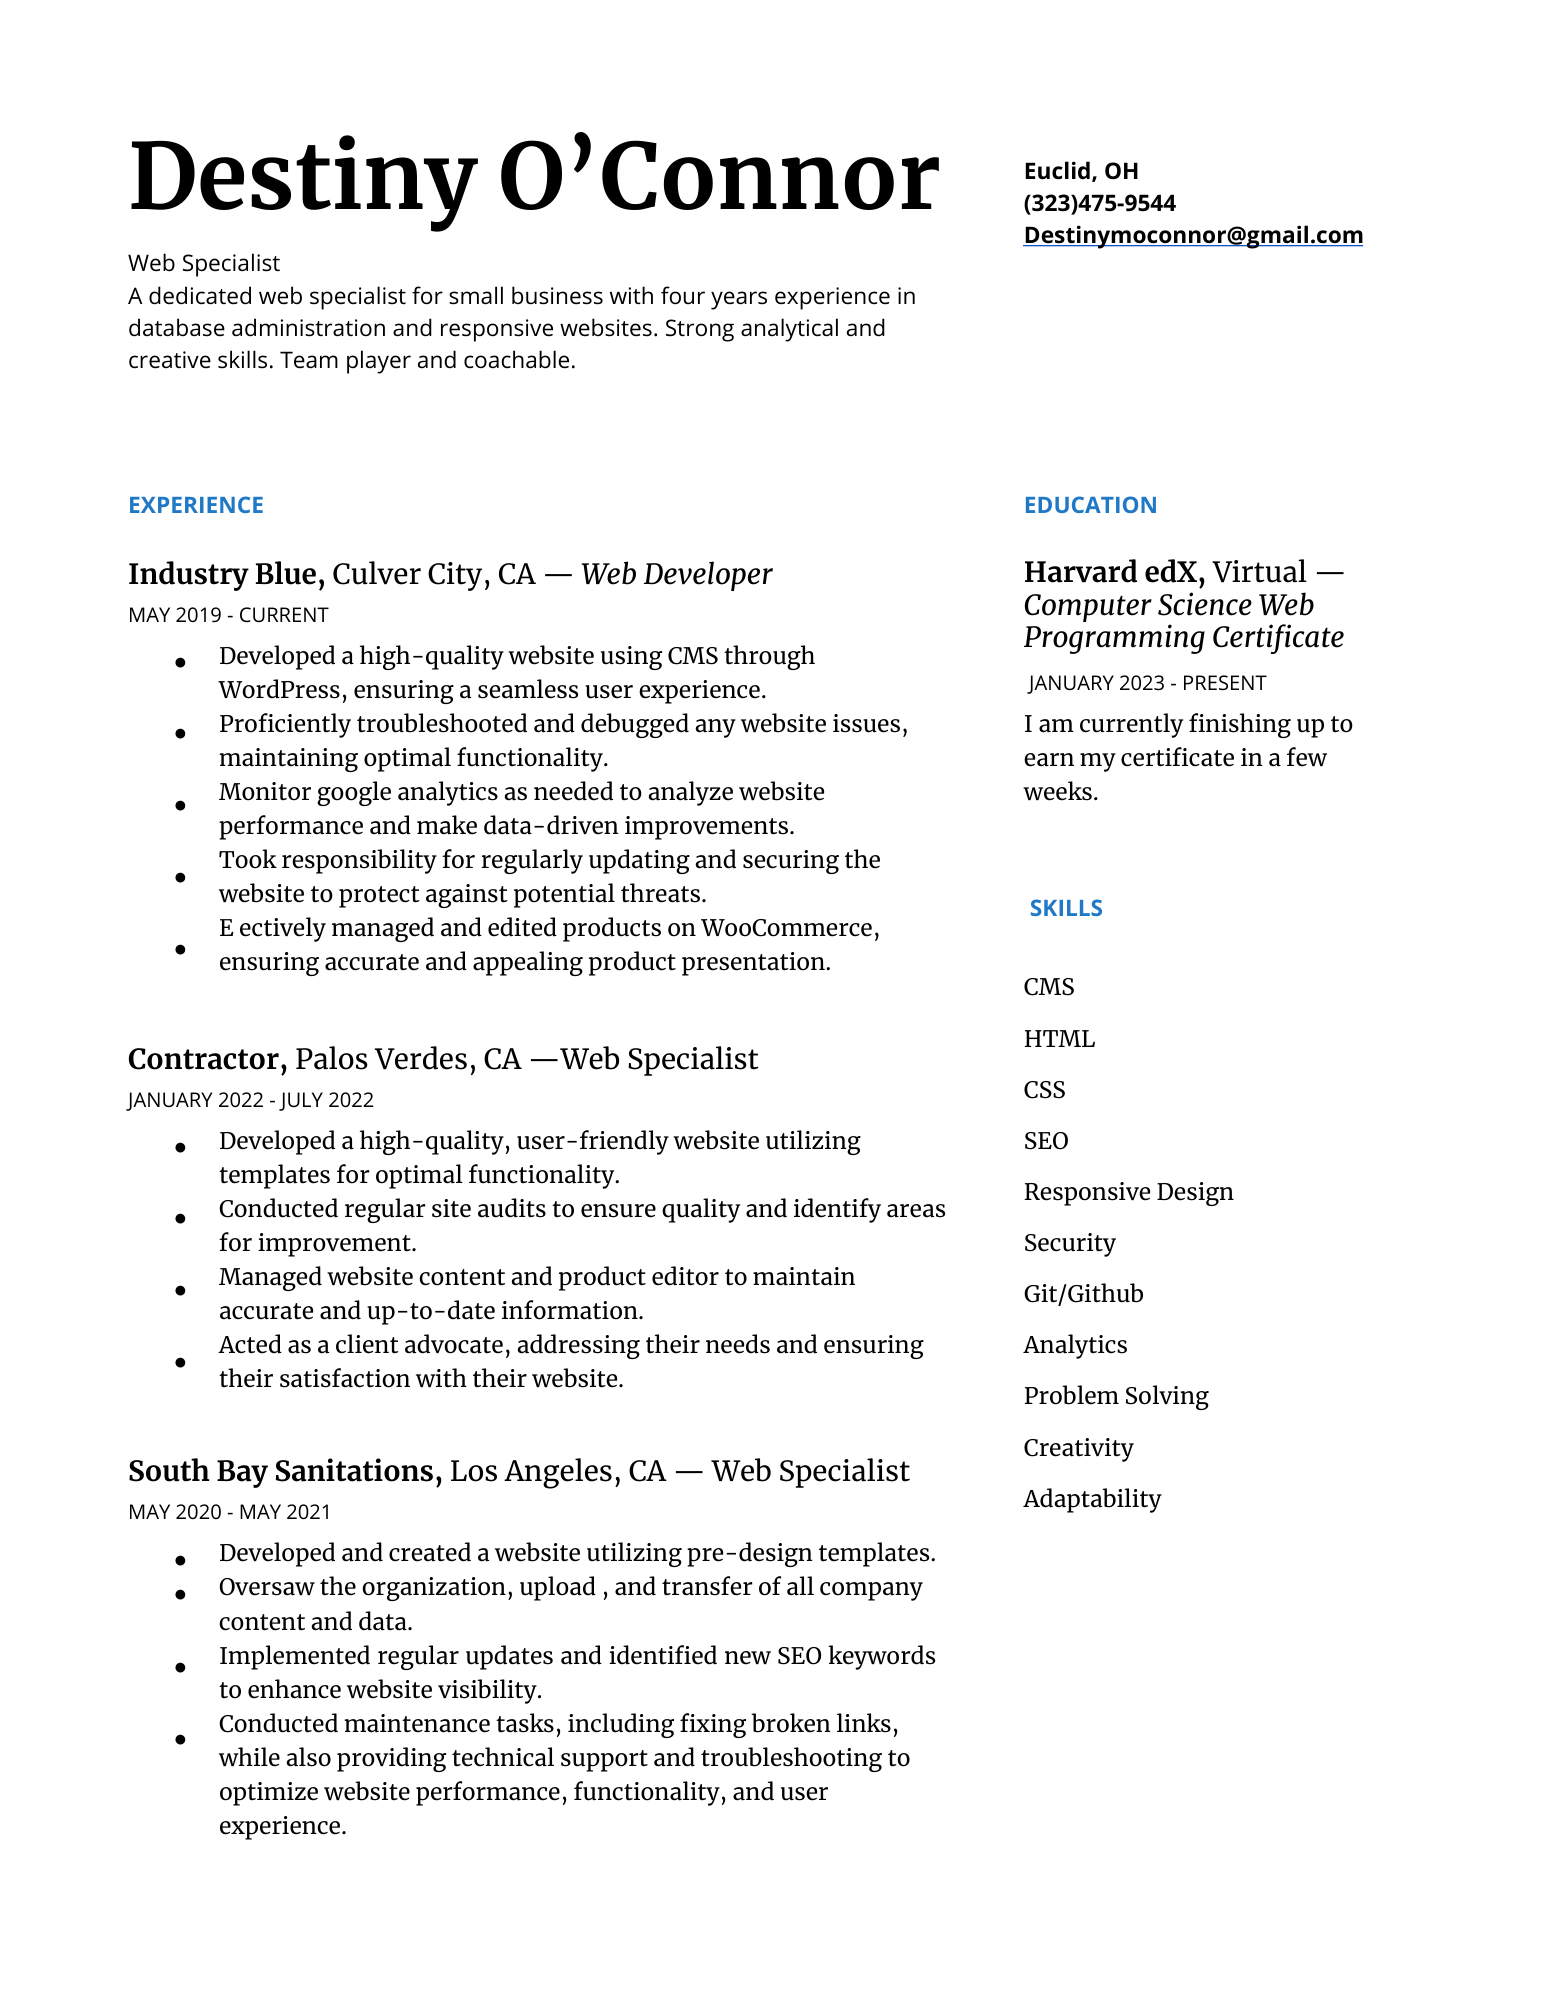 Destiny O’Connor
Web Specialist
A dedicated web specialist for small business with four years experience in
database administration and responsive websites. Strong analytical and
creative skills. Team player and coachable.
Euclid, OH
(323)475-9544
Destinymoconnor@gmail.com
EXPERIENCE
Industry Blue, Culver City, CA — Web Developer
MAY 2019 - CURRENT
● Developed a high-quality website using CMS through
WordPress, ensuring a seamless user experience.
● Proficiently troubleshooted and debugged any website issues,
maintaining optimal functionality.
● Monitor google analytics as needed to analyze website
performance and make data-driven improvements.
● Took responsibility for regularly updating and securing the
website to protect against potential threats.
● E ectively managed and edited products on WooCommerce,
ensuring accurate and appealing product presentation.
Contractor, Palos Verdes, CA —Web Specialist
JANUARY 2022 - JULY 2022
● Developed a high-quality, user-friendly website utilizing
templates for optimal functionality.
● Conducted regular site audits to ensure quality and identify areas
for improvement.
● Managed website content and product editor to maintain
accurate and up-to-date information.
● Acted as a client advocate, addressing their needs and ensuring
their satisfaction with their website.
South Bay Sanitations, Los Angeles, CA — Web Specialist
MAY 2020 - MAY 2021
● Developed and created a website utilizing pre-design templates.
● Oversaw the organization, upload , and transfer of all company
content and data.
● Implemented regular updates and identified new SEO keywords
to enhance website visibility.
● Conducted maintenance tasks, including fixing broken links,
while also providing technical support and troubleshooting to
optimize website performance, functionality, and user
experience.
EDUCATION
Harvard edX, Virtual —
Computer Science Web
Programming Certificate
JANUARY 2023 - PRESENT
I am currently finishing up to
earn my certificate in a few
weeks.
SKILLS
CMS
HTML
CSS
SEO
Responsive Design
Security
Git/Github
Analytics
Problem Solving
Creativity
Adaptability